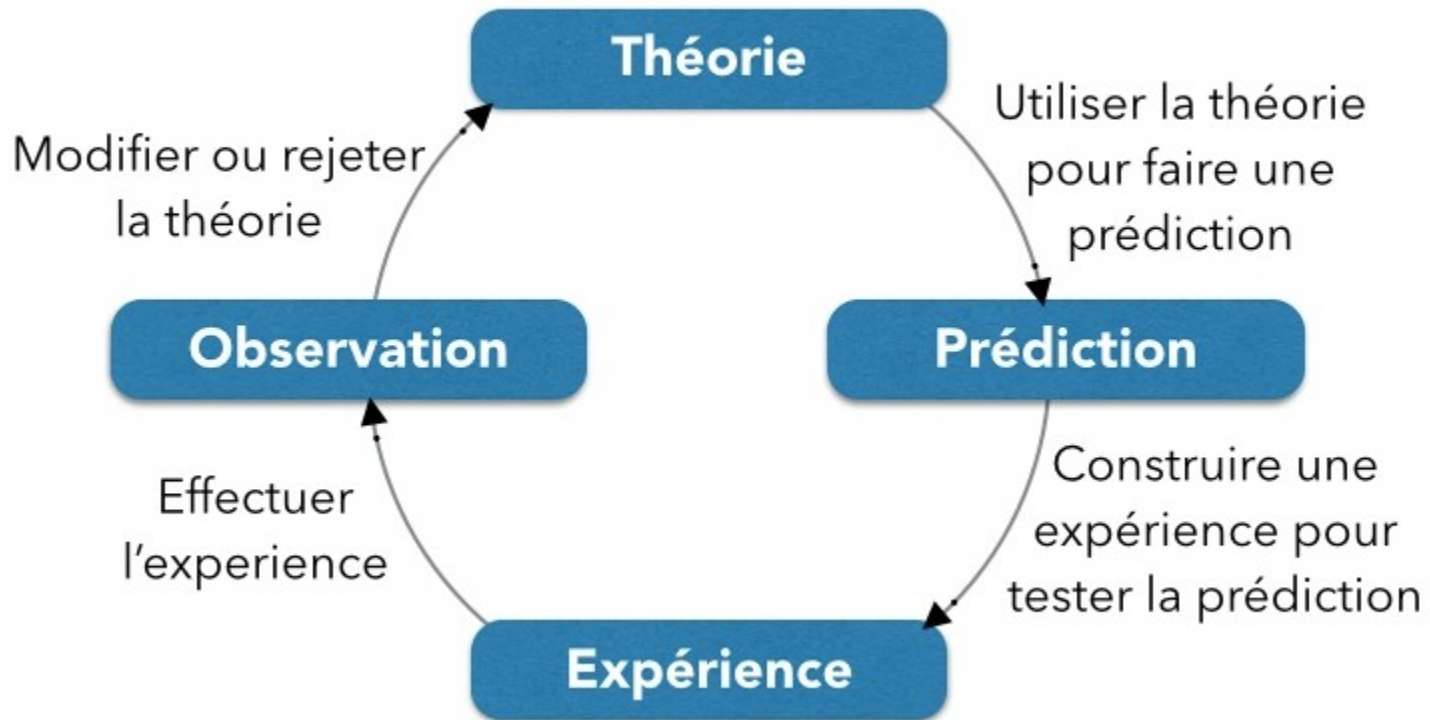 Théorie
Utiliser la théorie
pour faire une
prédiction
Prédiction
Construire une
expérience pour
tester la prédiction
Expérience
Effectuer
l'experience
Observation
Modifier ou rejeter
la théorie